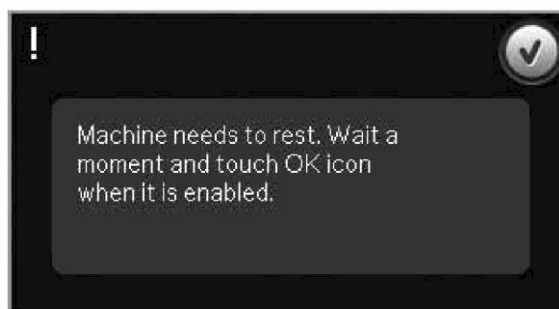 !
Machine needs to rest. Wait a
moment and touch OK icon
when it is enabled.